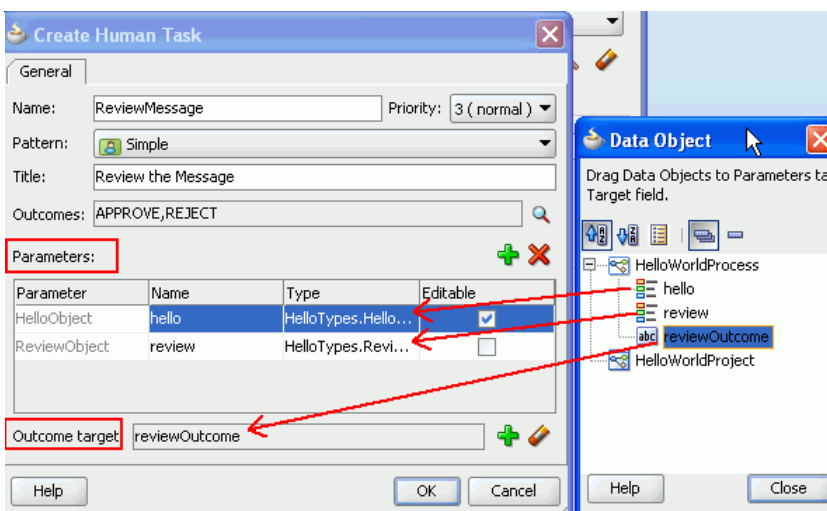 Create Human Task
General
Name: ReviewMessage Priority: 3 ( normal )
Pattern: Simple
Title: Review the Message
Outcomes: APPROVE,REJECT
Parameters:
Parameter Name Type Editable
HelloObject hello HelloTypes.Hello...
ReviewObject review HelloTypes.Revi...
Outcome target reviewOutcome
Help OK Cancel
Data Object
Drag Data Objects to Parameters ta
Target field.
HelloWorldProcess
hello
review
abc reviewOutcome
HelloWorldProject
Help Close